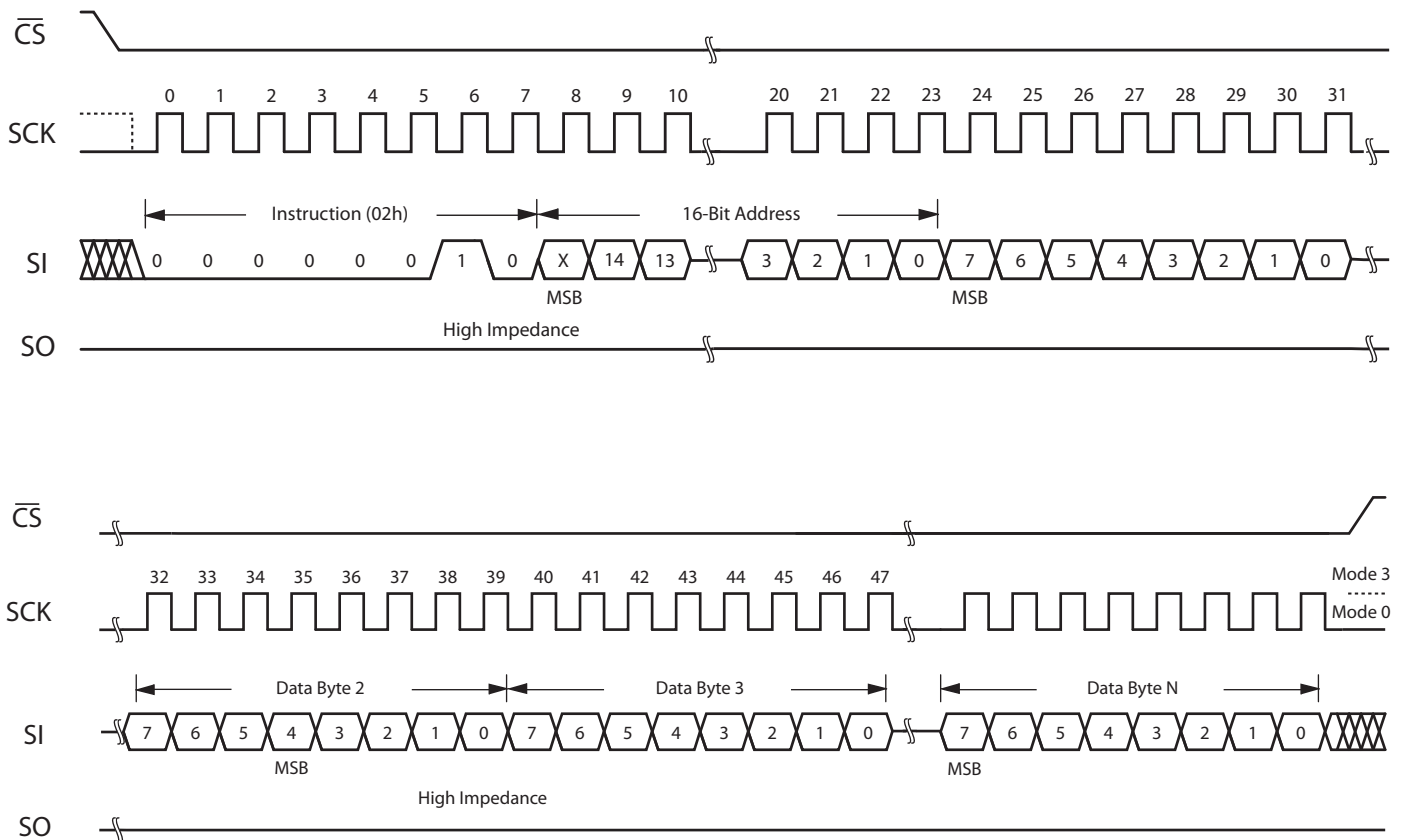 CS
0 1 2 3 4 5 6 7 8 9 10 20 21 22 23 24 25 26 27 28 29 30 31
SCK
Instruction (02h) 16-Bit Address
SI 0 0 0 0 0 0 1 0 X 14 13 3 2 1 0 7 6 5 4 3 2 1 0
MSB MSB
High Impedance
SO
CS
32 33 34 35 36 37 38 39 40 41 42 43 44 45 46 47 Mode 3
SCK Mode 0
Data Byte 2 Data Byte 3 Data Byte N
SI 7 6 5 4 3 2 1 0 7 6 5 4 3 2 1 0 7 6 5 4 3 2 1 0
MSB MSB
High Impedance
SO